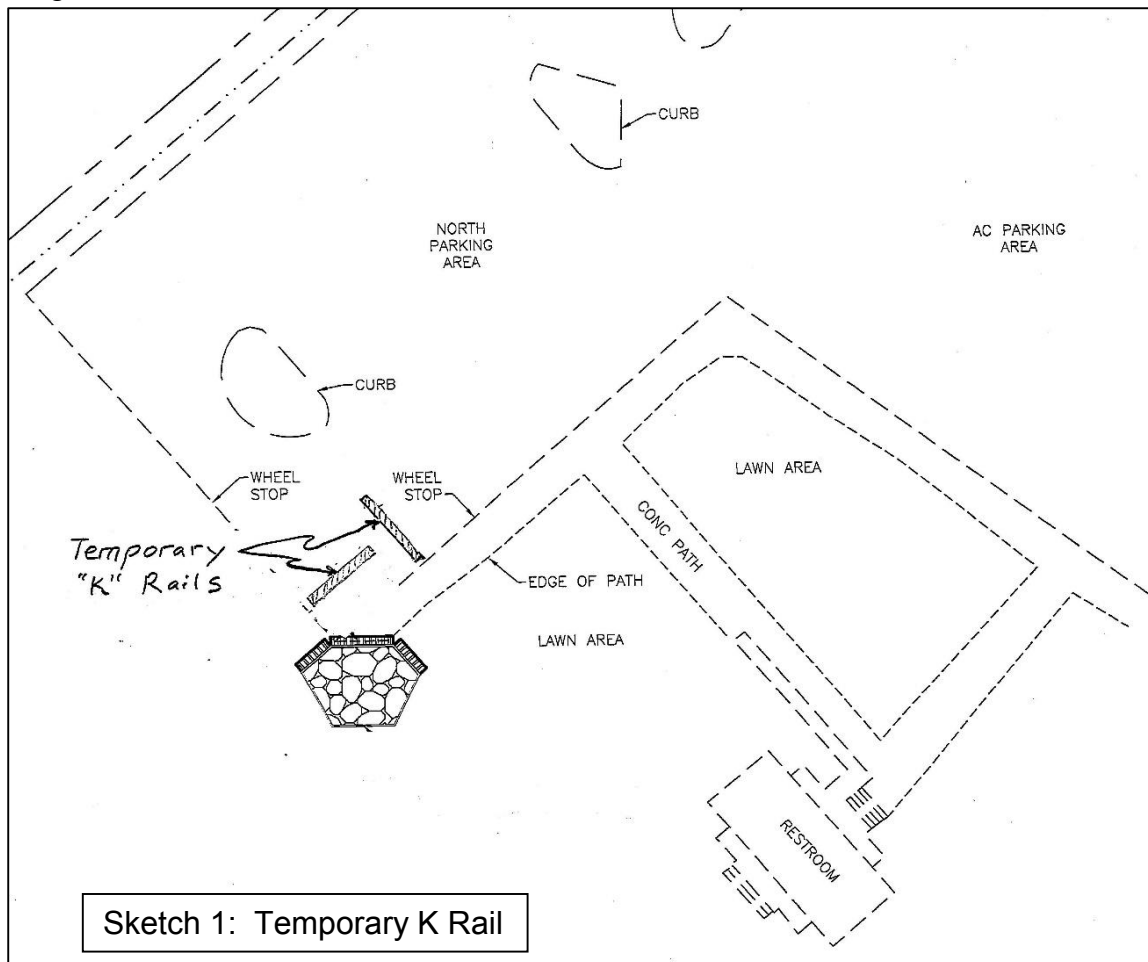 CURB
NORTH
PARKING
AREA
AC PARKING
AREA
CURB
WHEEL
STOP
WHEEL
STOP
LAWN AREA
CONC PATH
Temporary
"K" Rails
EDGE OF PATH
LAWN AREA
RESTROOM
Sketch 1: Temporary K Rail